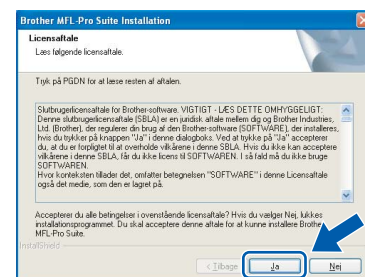 Brother MFL-Pro Suite Installation
Licensaftale
Læs følgende licensaftale.
Tryk på PGDN for at læse resten af aftalen.
Slutbrugerlicensaftale for Brother-software. VIGTIGT - LÆS DETTE OMHYGGELIGT:
Denne slutbrugerlicensaftale (SBLA) er en juridisk aftale mellem dig og Brother Industries,
Ltd. (Brother), der regulerer din brug af den Brother-software (SOFTWARE), der installeres,
hvis du trykker på knappen "Ja" i denne dialogboks. Ved at trykke på "Ja" accepterer
du, at du er forpligtet til at overholde vilkårene i denne SBLA. Hvis du ikke kan acceptere
vilkårene i denne SBLA, får du ikke licens til SOFTWAREN. I så fald må du ikke bruge
SOFTWAREN.
Hvor konteksten tillader det, omfatter betegnelsen "SOFTWARE" i denne Licensaftale
også det medie, som den er lagret på.
Accepterer du alle betingelser i ovenstående licensaftale? Hvis du vælger Nej, lukkes
installationsprogrammet. Du skal acceptere denne aftale for at kunne installere Brother
MFL-Pro Suite.
InstallShield
< Tilbage
Ja
Nej